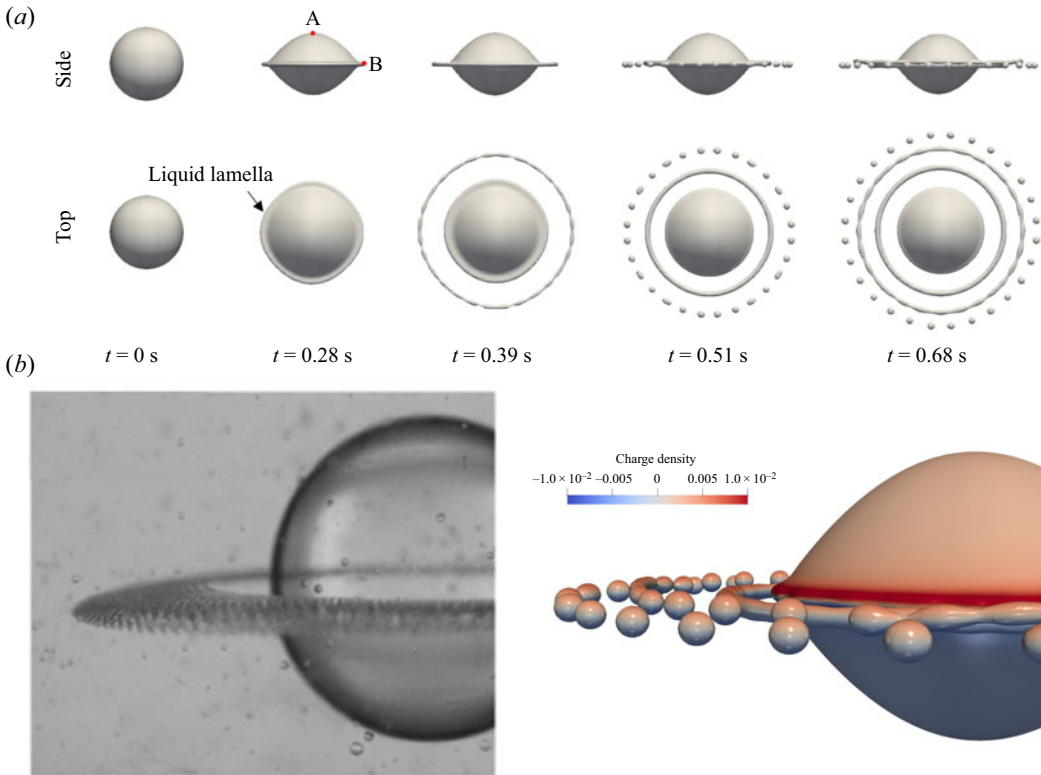 (a)
A
B
Side
Liquid lamella
Top
t = 0 s t = 0.28 s t = 0.39 s t = 0.51 s t = 0.68 s
(b)
Charge density
−1.0 × 10⁻² −0.005 0 0.005 1.0 × 10⁻²